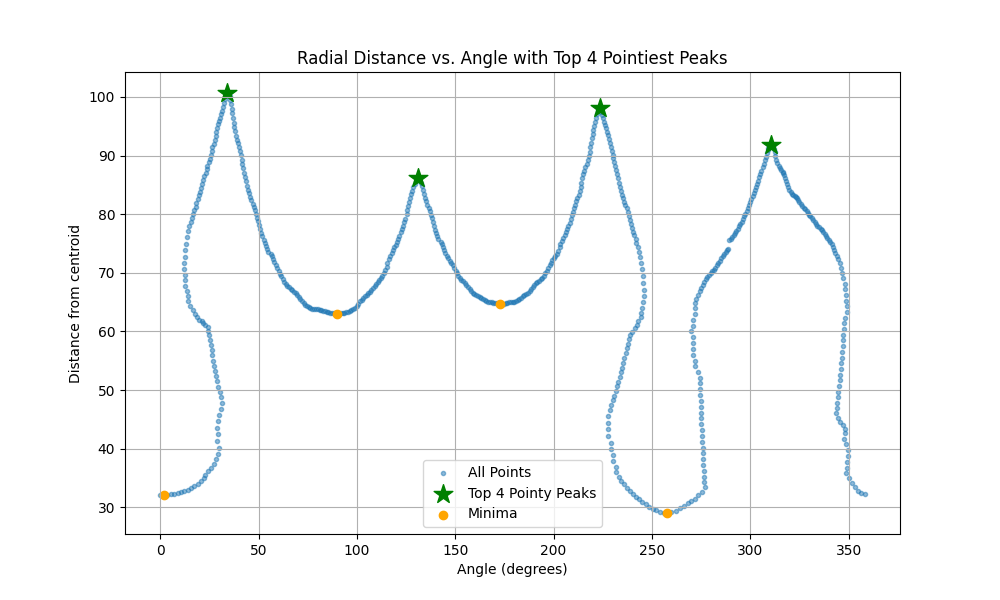 Radial Distance vs. Angle with Top 4 Pointiest Peaks
Distance from centroid
100
90
80
70
60
50
40
30
All Points
Top 4 Pointy Peaks
Minima
0 50 100 150 200 250 300 350
Angle (degrees)